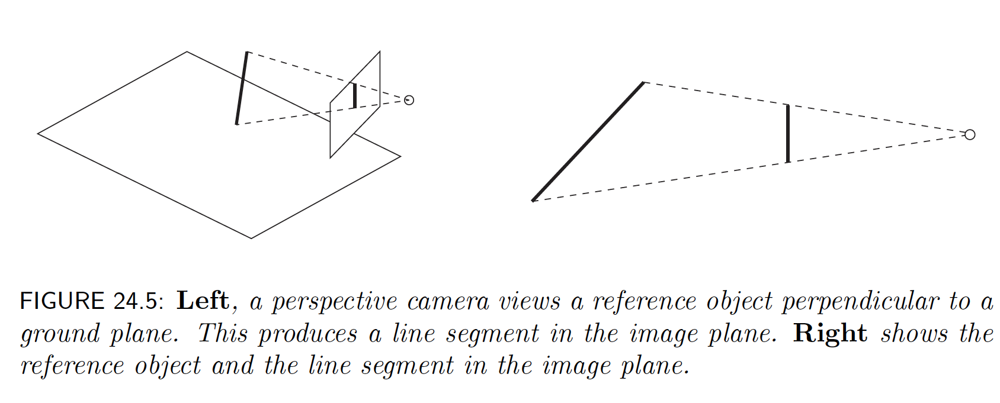 FIGURE 24.5: Left, a perspective camera views a reference object perpendicular to a
ground plane. This produces a line segment in the image plane. Right shows the
reference object and the line segment in the image plane.